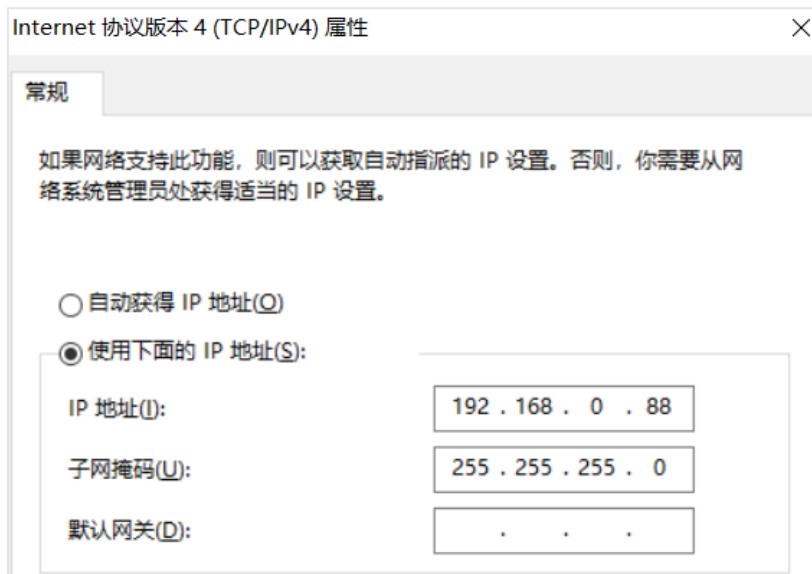 Internet 协议版本 4 (TCP/IPv4) 属性
常规
如果网络支持此功能，则可以获取自动指派的 IP 设置。否则，你需要从网
络系统管理员处获得适当的 IP 设置。
自动获得 IP 地址(O)
使用下面的 IP 地址(S):
IP 地址(I): 192 . 168 . 0 . 88
子网掩码(U): 255 . 255 . 255 . 0
默认网关(D): . . .